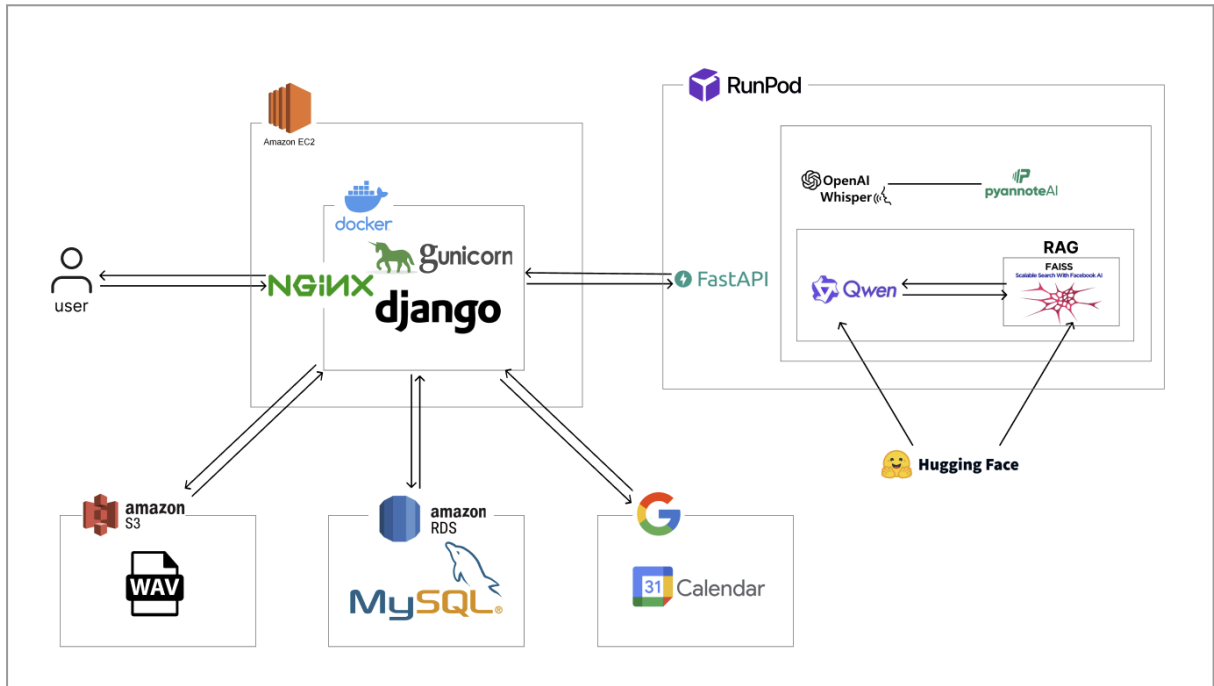 RunPod
Amazon EC2
docker
gunicorn
NGiNX
django
user
FastAPI
OpenAI
Whisper
pyannoteAI
RAG
FAISS
Scalable Search With Facebook AI
Qwen
Hugging Face
amazon
S3
WAV
amazon
RDS
MySQL®
G
31 Calendar